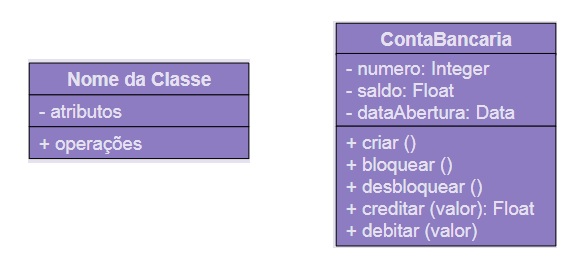 Nome da Classe
- atributos
+ operações
ContaBancaria
- numero: Integer
- saldo: Float
- dataAbertura: Data
+ criar ()
+ bloquear ()
+ desbloquear ()
+ creditar (valor): Float
+ debitar (valor)